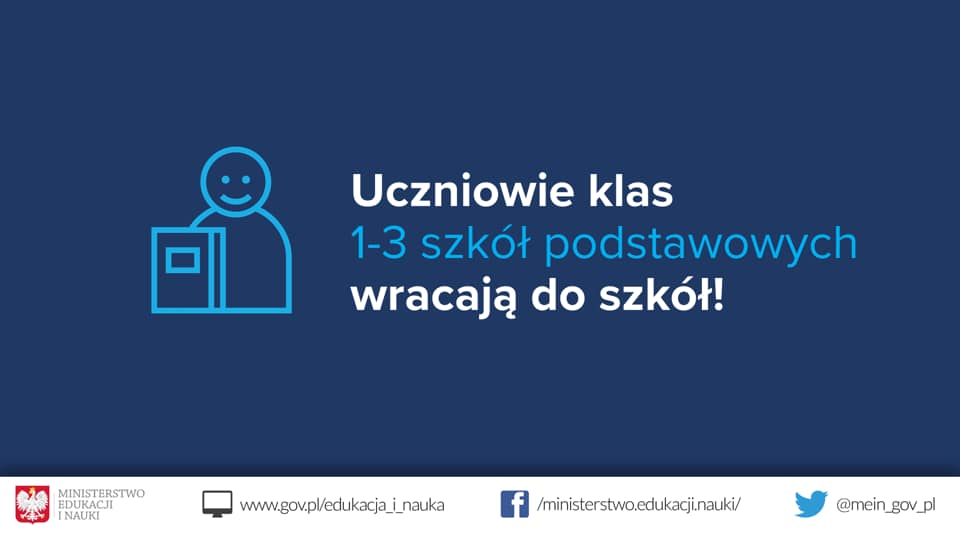 Uczniowie klas
1-3 szkół podstawowych
wracają do szkół!
MINISTERSTWO
EDUKACJI
I NAUKI
www.gov.pl/edukacja_i_nauka
/ministerstwo.edukacji.nauki/
@mein_gov_pl